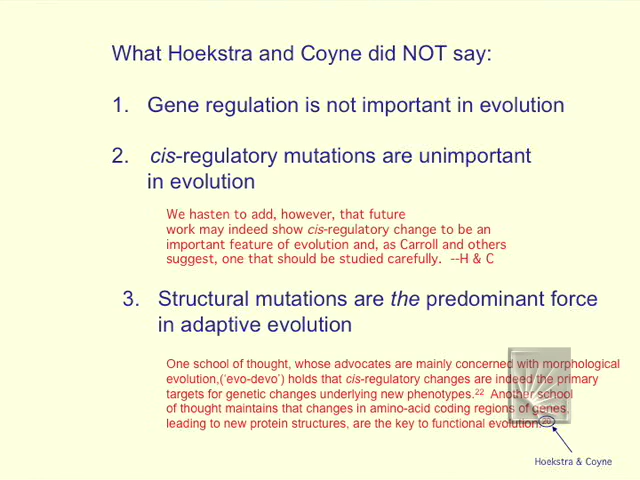 What Hoekstra and Coyne did NOT say:
1. Gene regulation is not important in evolution
2. cis-regulatory mutations are unimportant
in evolution
We hasten to add, however, that future
work may indeed show cis-regulatory change to be an
important feature of evolution and, as Carroll and others
suggest, one that should be studied carefully. --H & C
3. Structural mutations are the predominant force
in adaptive evolution
One school of thought, whose advocates are mainly concerned with morphological
evolution,('evo-devo') holds that cis-regulatory changes are indeed the primary
targets for genetic changes underlying new phenotypes.22 Another school
of thought maintains that changes in amino-acid coding regions of genes,
leading to new protein structures, are the key to functional evolution.
Hoekstra & Coyne